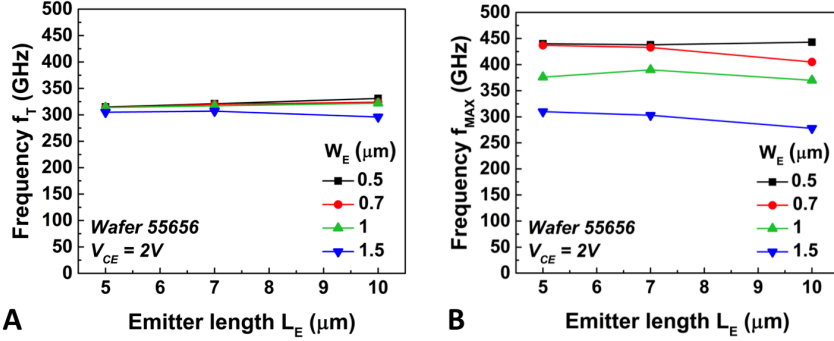 500
450
400
350
300
250
200
150
100
50
0
Frequency f_T (GHz)
W_E (μm)
0.5
0.7
1
1.5
Wafer 55656
V_CE = 2V
5 6 7 8 9 10
Emitter length L_E (μm)
A
500
450
400
350
300
250
200
150
100
50
0
Frequency f_MAX (GHz)
W_E (μm)
0.5
0.7
1
1.5
Wafer 55656
V_CE = 2V
5 6 7 8 9 10
Emitter length L_E (μm)
B